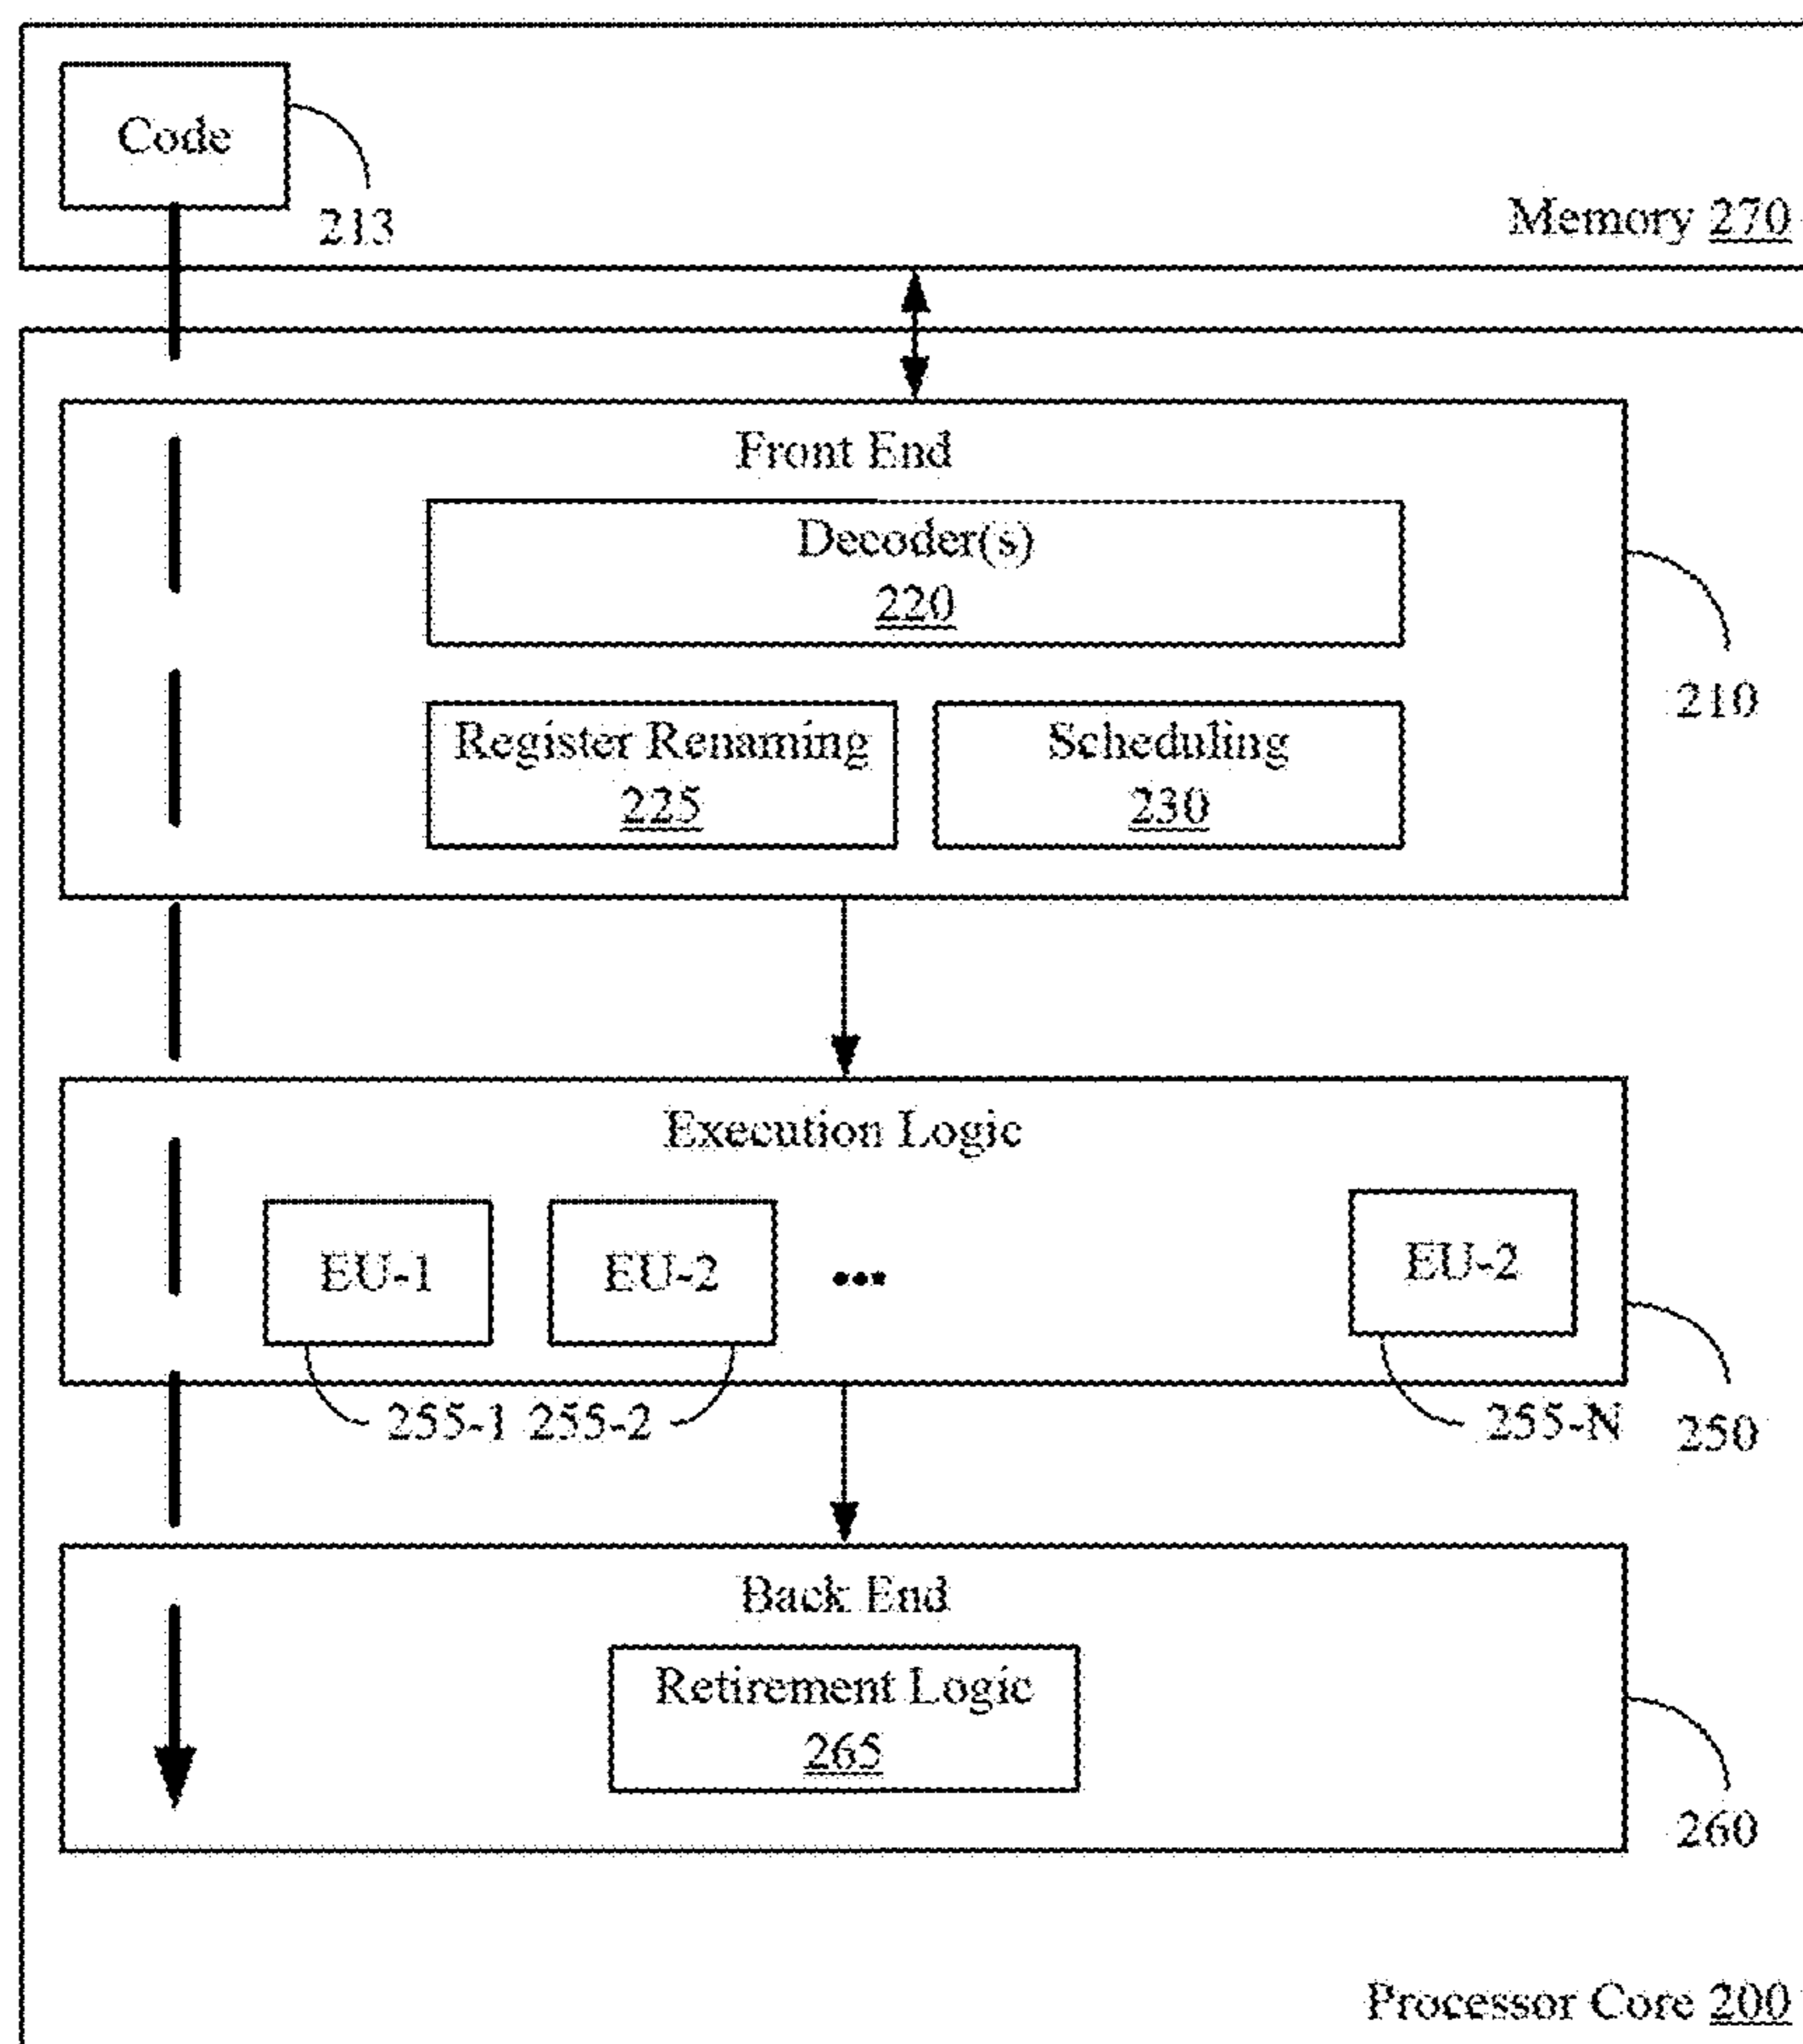 Code
213
Memory 270
Front End
Decoder(s)
220
210
Register Renaming
225
Scheduling
230
Execution Logic
EU-1
EU-2
•••
EU-2
255-1
255-2
255-N
250
Back End
Retirement Logic
265
260
Processor Core 200